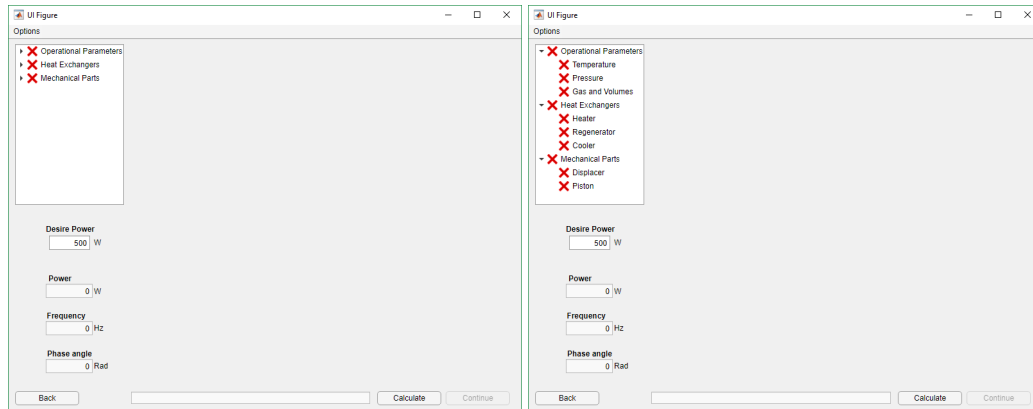 UI Figure
Options
Operational Parameters
Heat Exchangers
Mechanical Parts
Desire Power
500 W
Power
0 W
Frequency
0 Hz
Phase angle
0 Rad
Back
Calculate
Continue
UI Figure
Options
Operational Parameters
Temperature
Pressure
Gas and Volumes
Heat Exchangers
Heater
Regenerator
Cooler
Mechanical Parts
Displacer
Piston
Desire Power
500 W
Power
0 W
Frequency
0 Hz
Phase angle
0 Rad
Back
Calculate
Continue